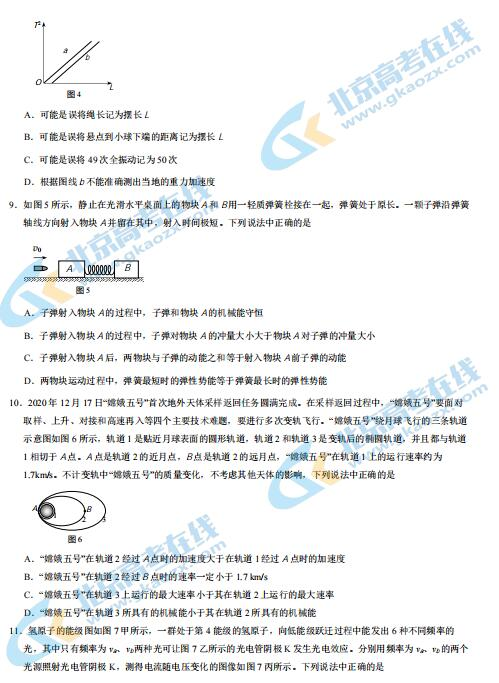 T²
a
b
O
L
图4
A．可能是误将绳长记为摆长 L
B．可能是误将悬点到小球下端的距离记为摆长 L
C．可能是误将 49次全振动记为 50次
D．根据图线 b不能准确测出当地的重力加速度
9．如图 5所示，静止在光滑水平桌面上的物块 A和 B用一轻质弹簧栓接在一起，弹簧处于原长。一颗子弹沿弹簧
轴线方向射入物块 A并留在其中，射入时间极短。下列说法中正确的是
v₀
A
B
图5
A．子弹射入物块 A的过程中，子弹和物块 A的机械能守恒
B．子弹射入物块 A的过程中，子弹对物块 A的冲量大小大于物块 A对子弹的冲量大小
C．子弹射入物块 A后，两物块与子弹的动能之和等于射入物块 A前子弹的动能
D．两物块运动过程中，弹簧最短时的弹性势能等于弹簧最长时的弹性势能
10．2020年 12月 17日“嫦娥五号”首次地外天体采样返回任务圆满完成。在采样返回过程中，“嫦娥五号”要面对
取样、上升、对接和高速再入等四个主要技术难题，要进行多次变轨飞行。“嫦娥五号”绕月球飞行的三条轨道
示意图如图 6所示，轨道 1是贴近月球表面的圆形轨道，轨道 2和轨道 3是变轨后的椭圆轨道，并且都与轨道
1相切于 A点。A点是轨道 2的近月点，B点是轨道 2的远月点，“嫦娥五号”在轨道 1上的运行速率约为
1.7km/s。不计变轨中“嫦娥五号”的质量变化，不考虑其他天体的影响，下列说法中正确的是
A
1
B
2
3
图6
A．“嫦娥五号”在轨道 2经过 A点时的加速度大于在轨道 1经过 A点时的加速度
B．“嫦娥五号”在轨道 2经过 B点时的速率一定小于 1.7 km/s
C．“嫦娥五号”在轨道 3上运行的最大速率小于其在轨道 2上运行的最大速率
D．“嫦娥五号”在轨道 3所具有的机械能小于其在轨道 2所具有的机械能
11．氢原子的能级图如图 7甲所示，一群处于第 4能级的氢原子，向低能级跃迁过程中能发出 6种不同频率的
光，其中只有频率为 νₐ、ν_b两种光可让图 7乙所示的光电管阴极 K发生光电效应。分别用频率为 νₐ、ν_b的两个
光源照射光电管阴极 K，测得电流随电压变化的图像如图 7丙所示。下列说法中正确的是
北京高考在线
www.gkaozx.com
北京高考在线
www.gkaozx.com
北京高考在线
www.gkaozx.com